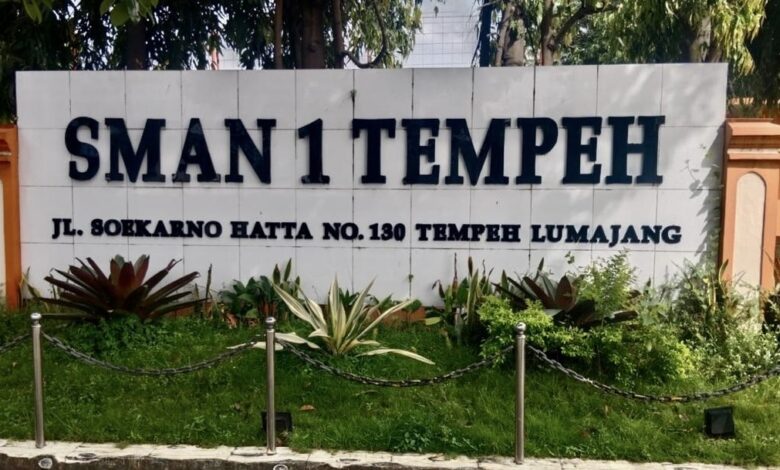 SMAN 1 TEMPEH
JL. SOEKARNO HATTA NO. 130 TEMPEH LUMAJANG